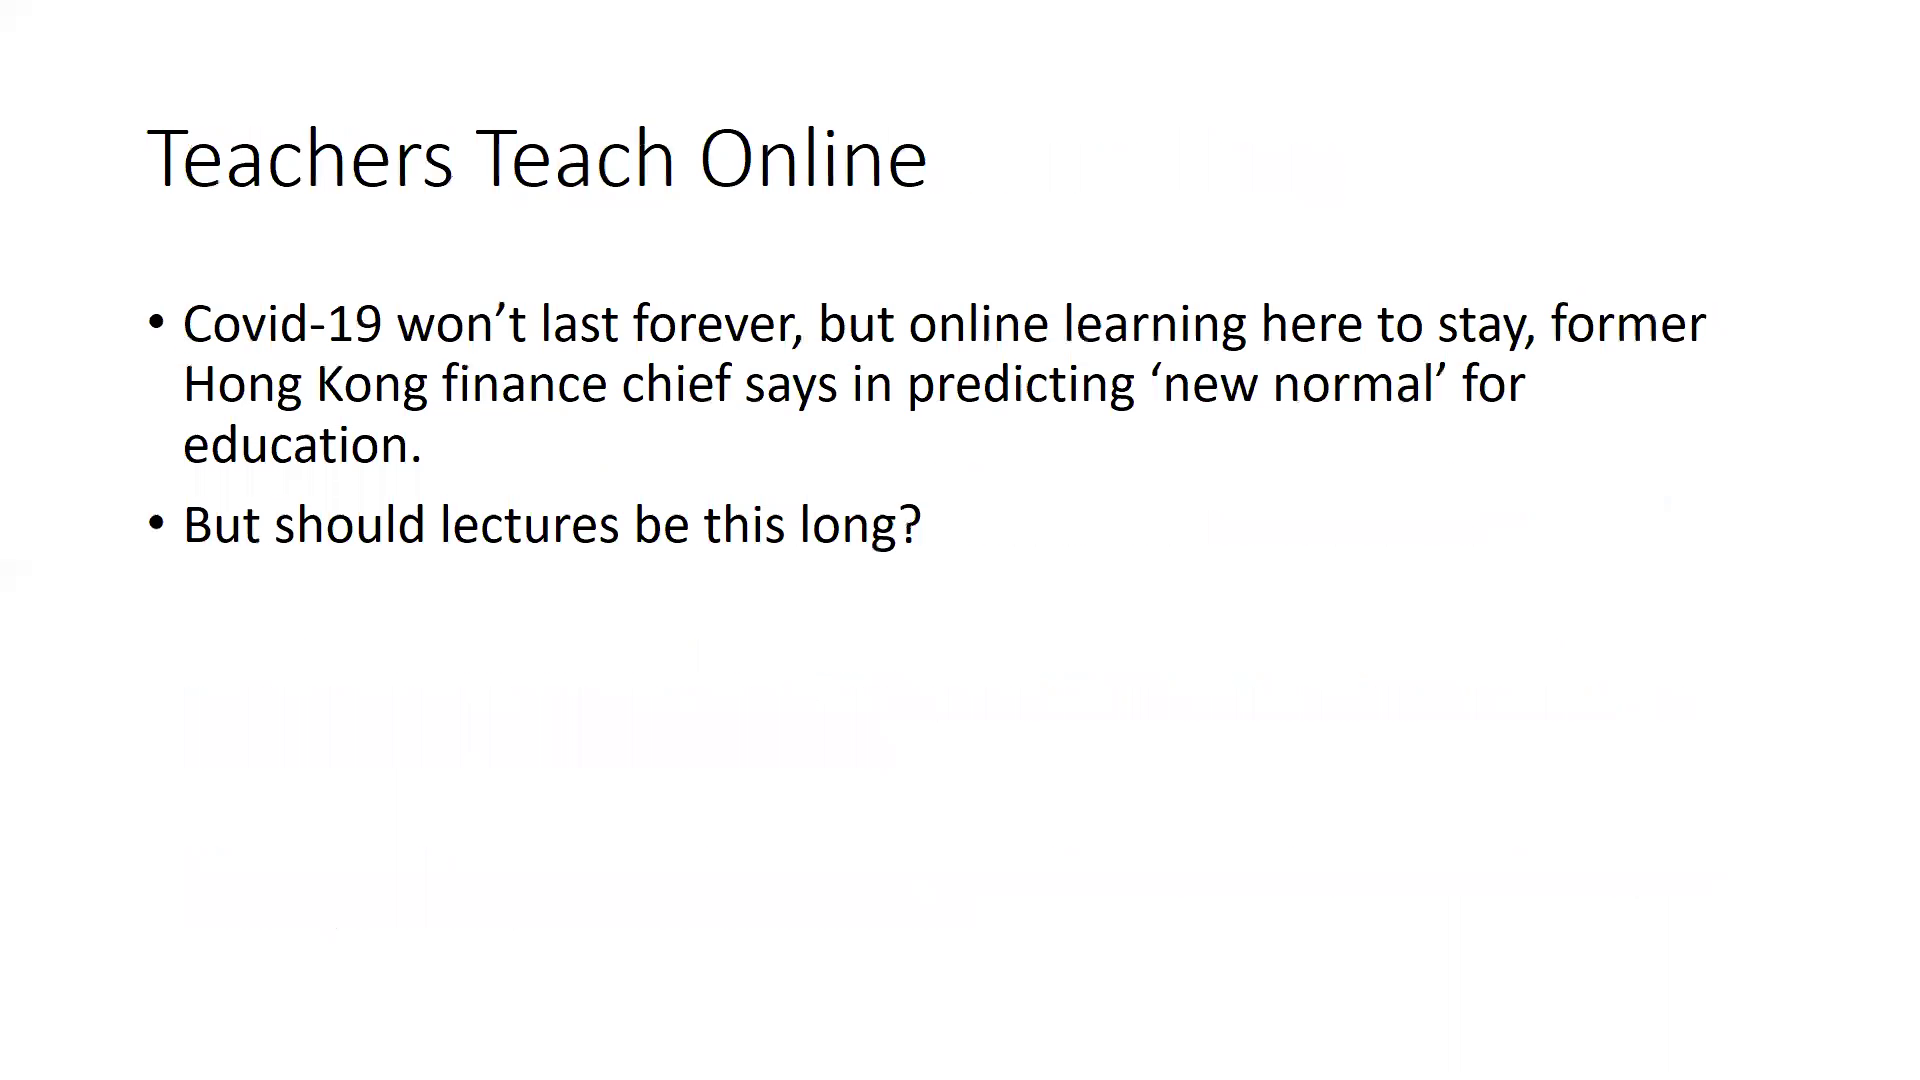 Teachers Teach Online
• Covid-19 won’t last forever, but online learning here to stay, former
Hong Kong finance chief says in predicting ‘new normal’ for
education.
• But should lectures be this long?